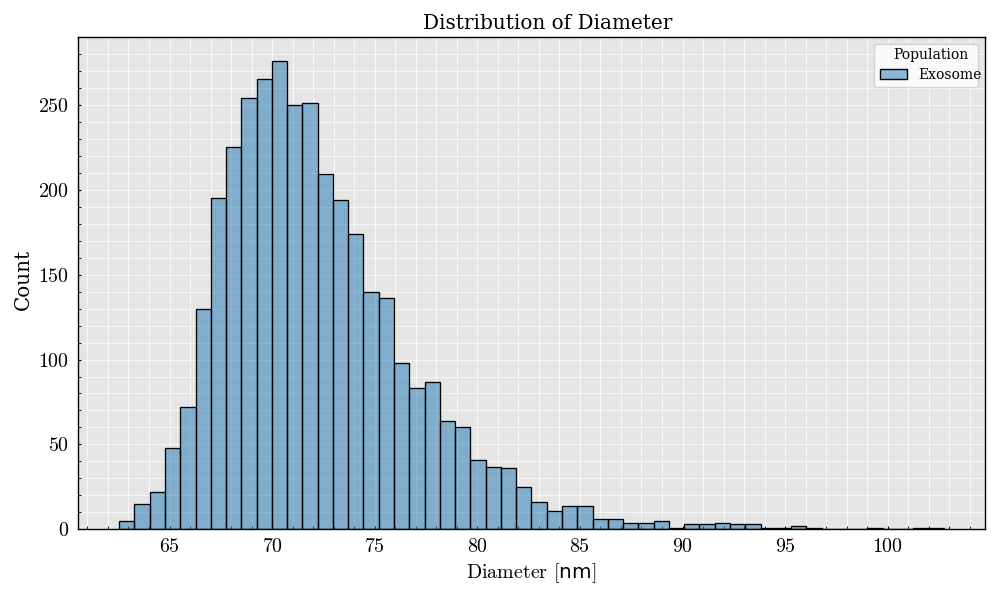 Distribution of Diameter
Population
Exosome
Count
250
200
150
100
50
0
65 70 75 80 85 90 95 100
Diameter [nm]